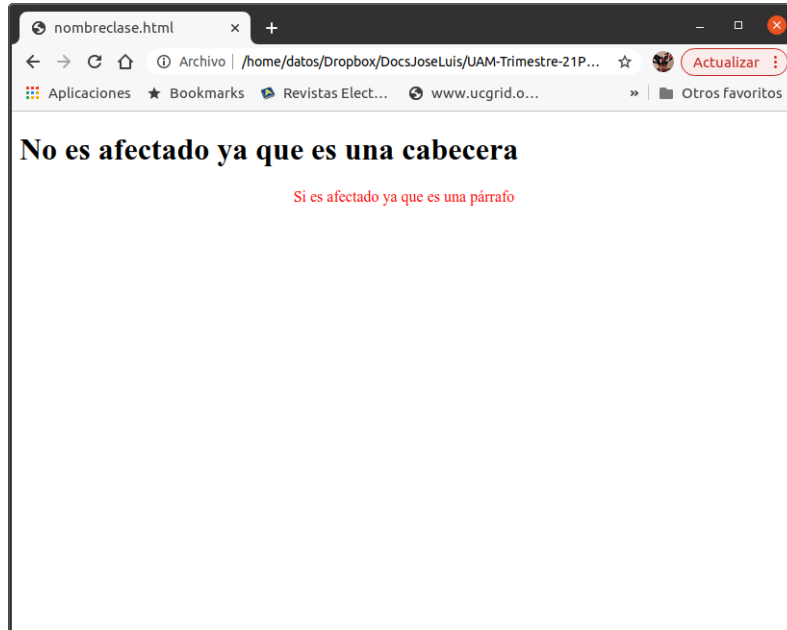 nombreclase.html
Archivo | /home/datos/Dropbox/DocsJoseLuis/UAM-Trimestre-21P... Actualizar
Aplicaciones Bookmarks Revistas Elect... www.ucgrid.o... » Otros favoritos
No es afectado ya que es una cabecera
Si es afectado ya que es una párrafo